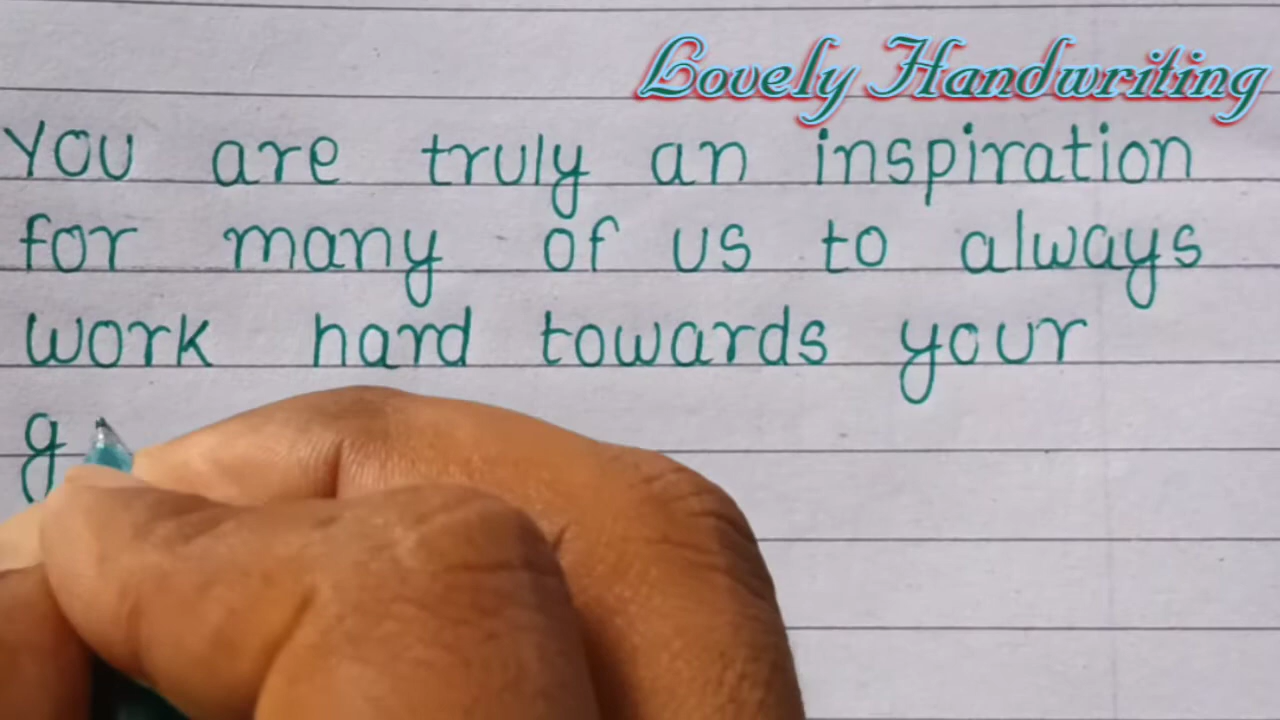 Lovely Handwriting
You are truly an inspiration
for many of us to always
work hard towards your
g